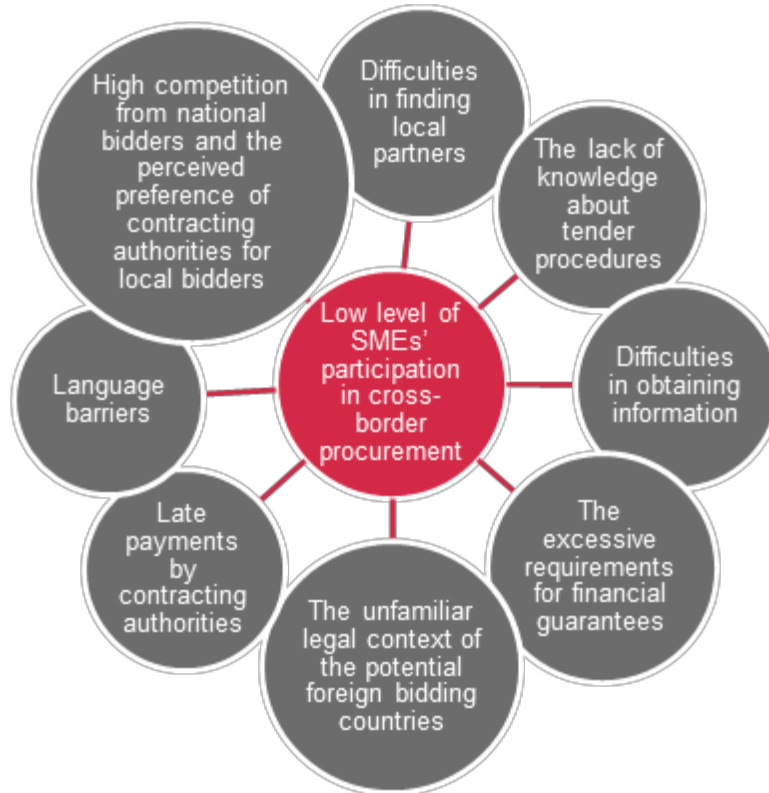 High competition
from national
bidders and the
perceived
preference of
contracting
authorities for
local bidders
Difficulties
in finding
local
partners
The lack of
knowledge
about
tender
procedures
Difficulties
in obtaining
information
The
excessive
requirements
for financial
guarantees
The unfamiliar
legal context of
the potential
foreign bidding
countries
Late
payments
by
contracting
authorities
Language
barriers
Low level of
SMEs’
participation
in cross-
border
procurement